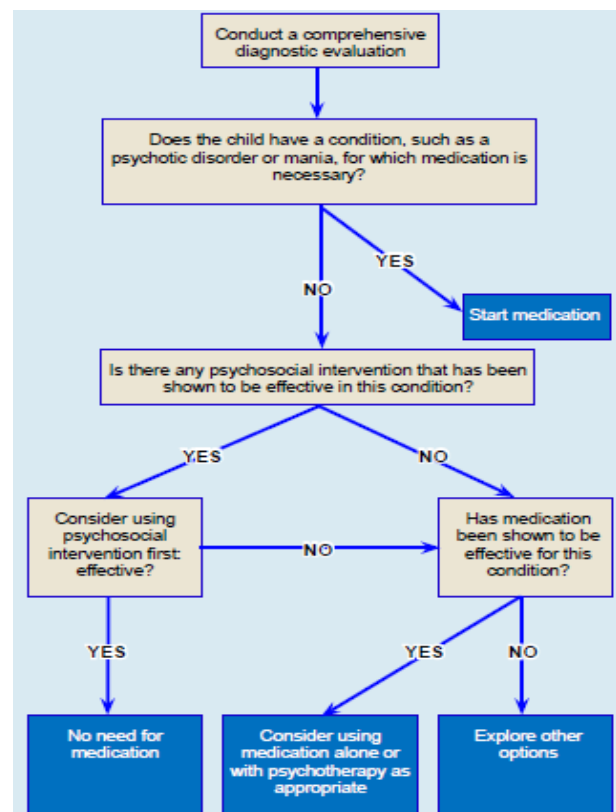 Conduct a comprehensive
diagnostic evaluation
Does the child have a condition, such as a
psychotic disorder or mania, for which medication is
necessary?
YES
NO
Start medication
Is there any psychosocial intervention that has been
shown to be effective in this condition?
YES
NO
Consider using
psychosocial
intervention first:
effective?
NO
Has medication
been shown to be
effective for this
condition?
YES
YES
NO
No need for
medication
Consider using
medication alone or
with psychotherapy as
appropriate
Explore other
options